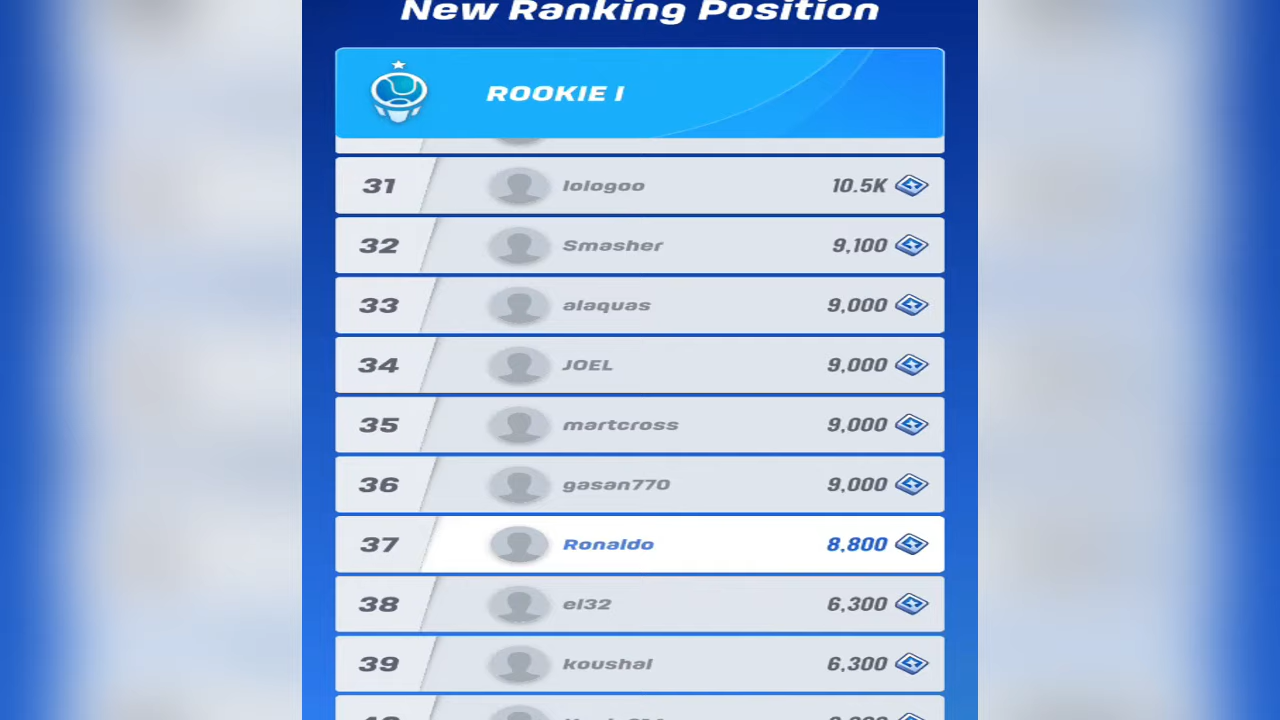 New Ranking Position
ROOKIE I
31 lologoo 10.5K
32 Smasher 9,100
33 alaquas 9,000
34 JOEL 9,000
35 martcross 9,000
36 gasan770 9,000
37 Ronaldo 8,800
38 el32 6,300
39 koushal 6,300